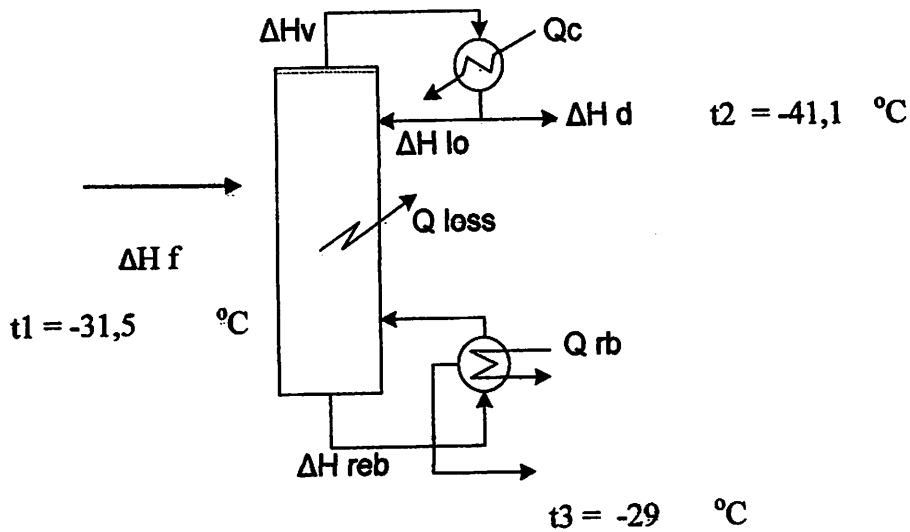 ΔHv
Qc
ΔH d t2 = -41,1 °C
ΔH lo
Q loss
ΔH f
t1 = -31,5 °C
Q rb
ΔH reb
t3 = -29 °C